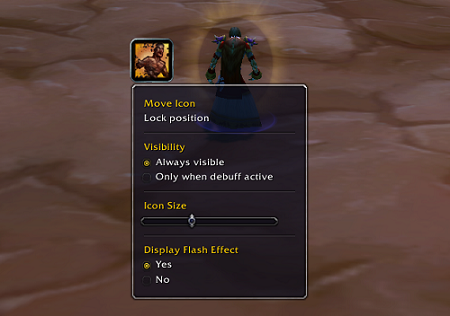 Move Icon
Lock position
Visibility
Always visible
Only when debuff active
Icon Size
Display Flash Effect
Yes
No